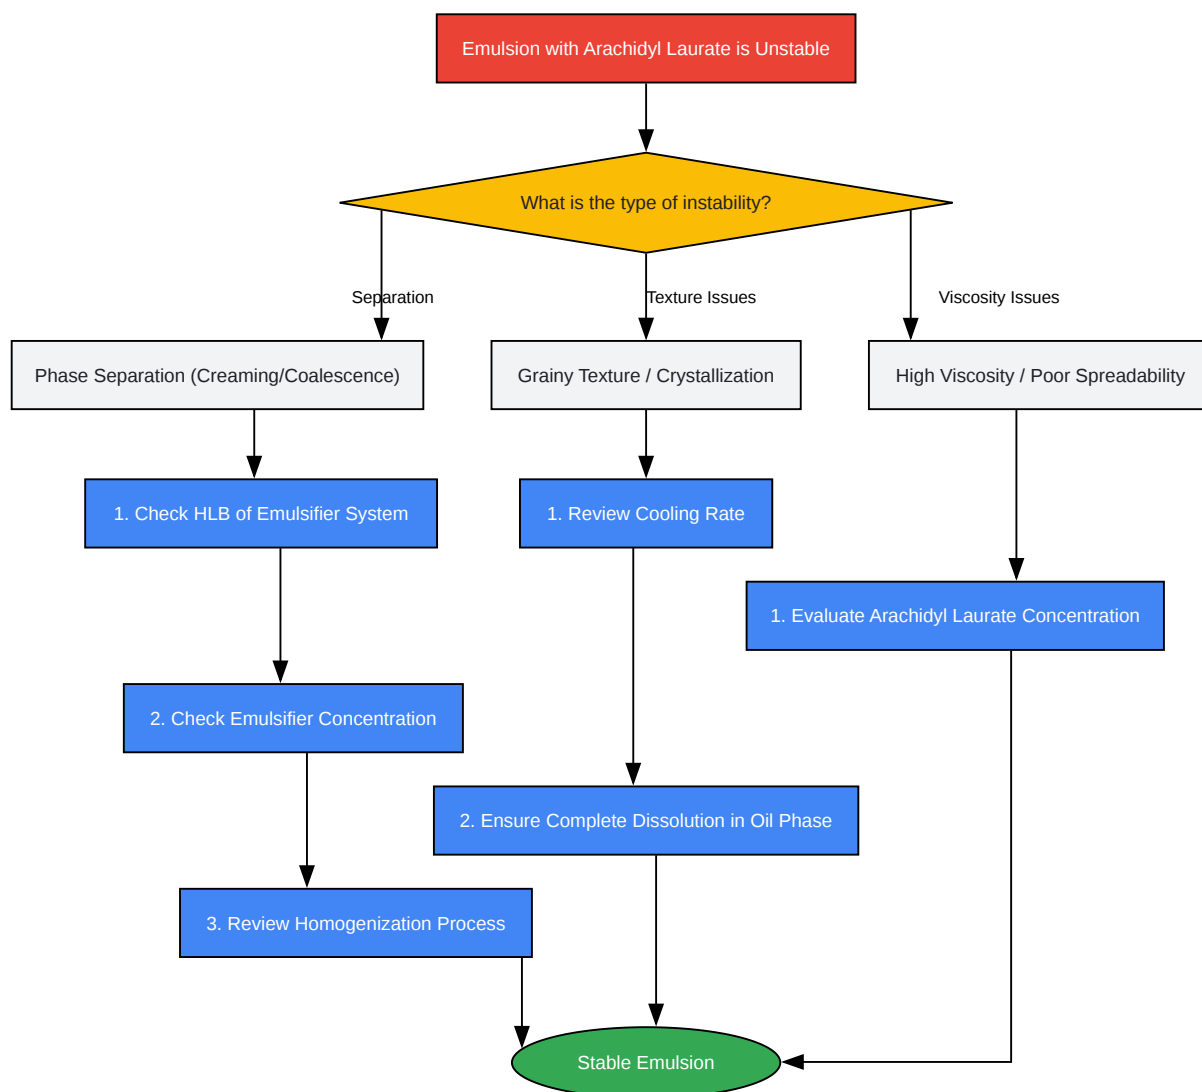 Emulsion with Arachidyl Laurate is Unstable
What is the type of instability?
Separation
Texture Issues
Viscosity Issues
Phase Separation (Creaming/Coalescence)
Grainy Texture / Crystallization
High Viscosity / Poor Spreadability
1. Check HLB of Emulsifier System
1. Review Cooling Rate
1. Evaluate Arachidyl Laurate Concentration
2. Check Emulsifier Concentration
2. Ensure Complete Dissolution in Oil Phase
3. Review Homogenization Process
Stable Emulsion